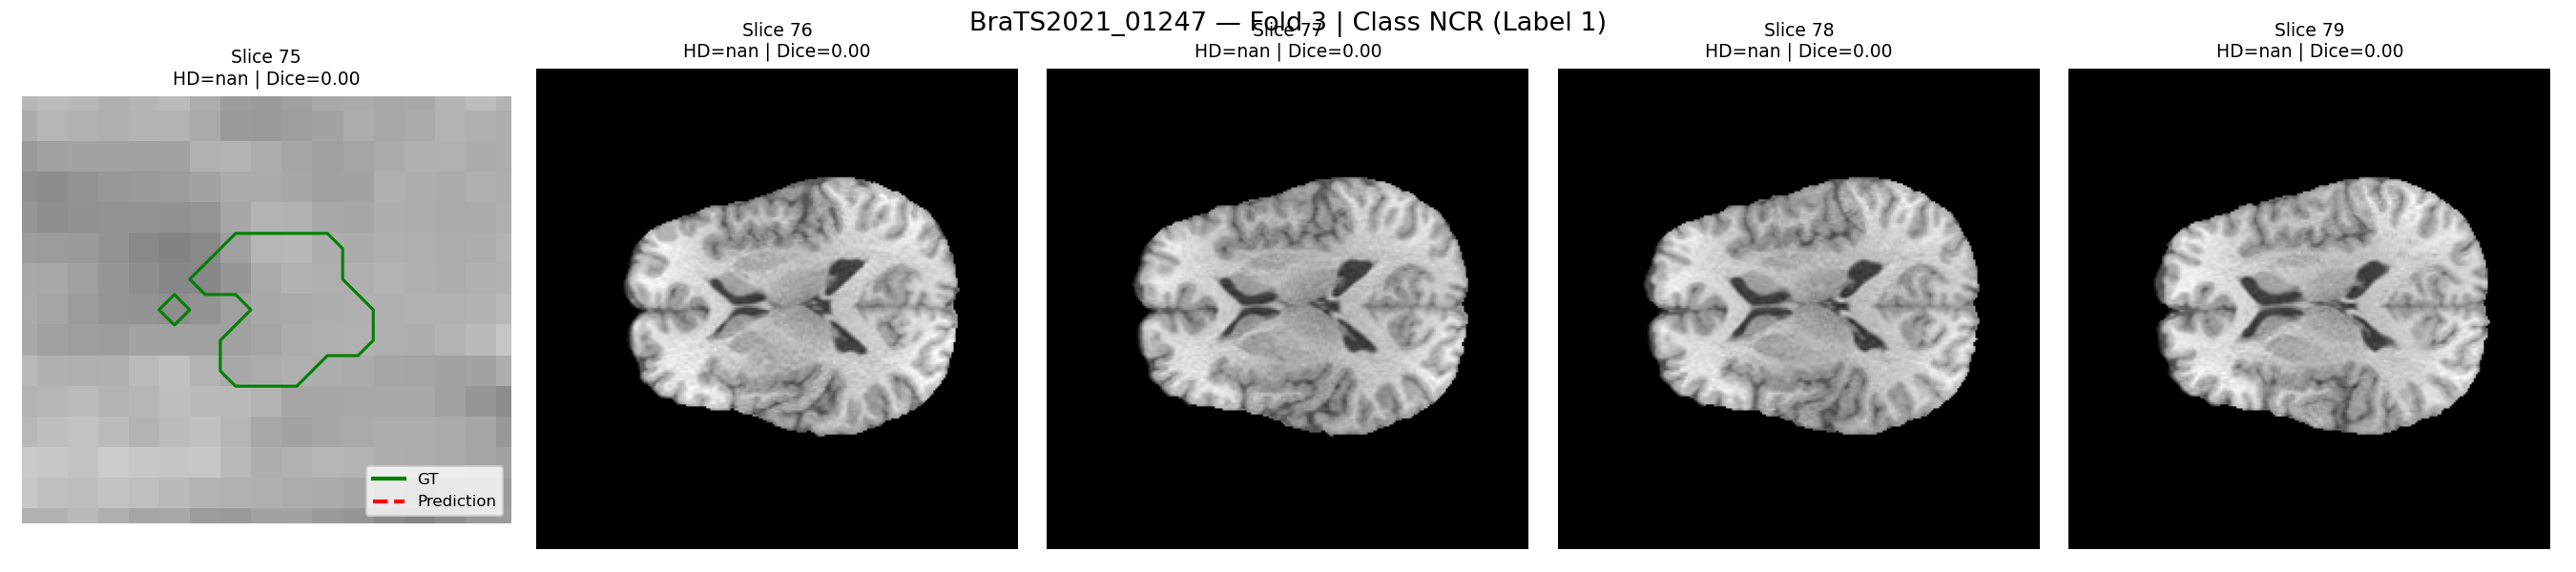 BraTS2021_01247 — Fold 3 | Class NCR (Label 1)
Slice 75
HD=nan | Dice=0.00
Slice 76
HD=nan | Dice=0.00
Slice 77
HD=nan | Dice=0.00
Slice 78
HD=nan | Dice=0.00
Slice 79
HD=nan | Dice=0.00
GT
Prediction